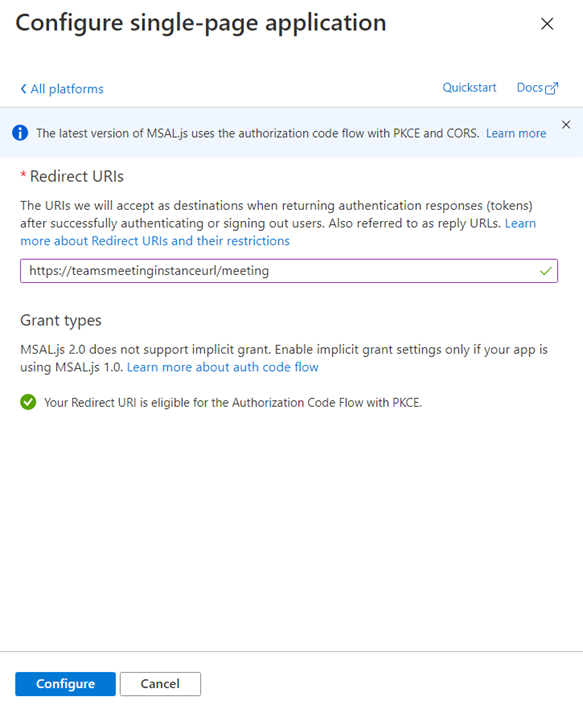 Configure single-page application
All platforms
Quickstart
Docs
The latest version of MSAL.js uses the authorization code flow with PKCE and CORS. Learn more
* Redirect URIs
The URIs we will accept as destinations when returning authentication responses (tokens)
after successfully authenticating or signing out users. Also referred to as reply URLs. Learn
more about Redirect URIs and their restrictions
https://teamsmeetinginstanceurl/meeting
Grant types
MSAL.js 2.0 does not support implicit grant. Enable implicit grant settings only if your app is
using MSAL.js 1.0. Learn more about auth code flow
Your Redirect URI is eligible for the Authorization Code Flow with PKCE.
Configure
Cancel